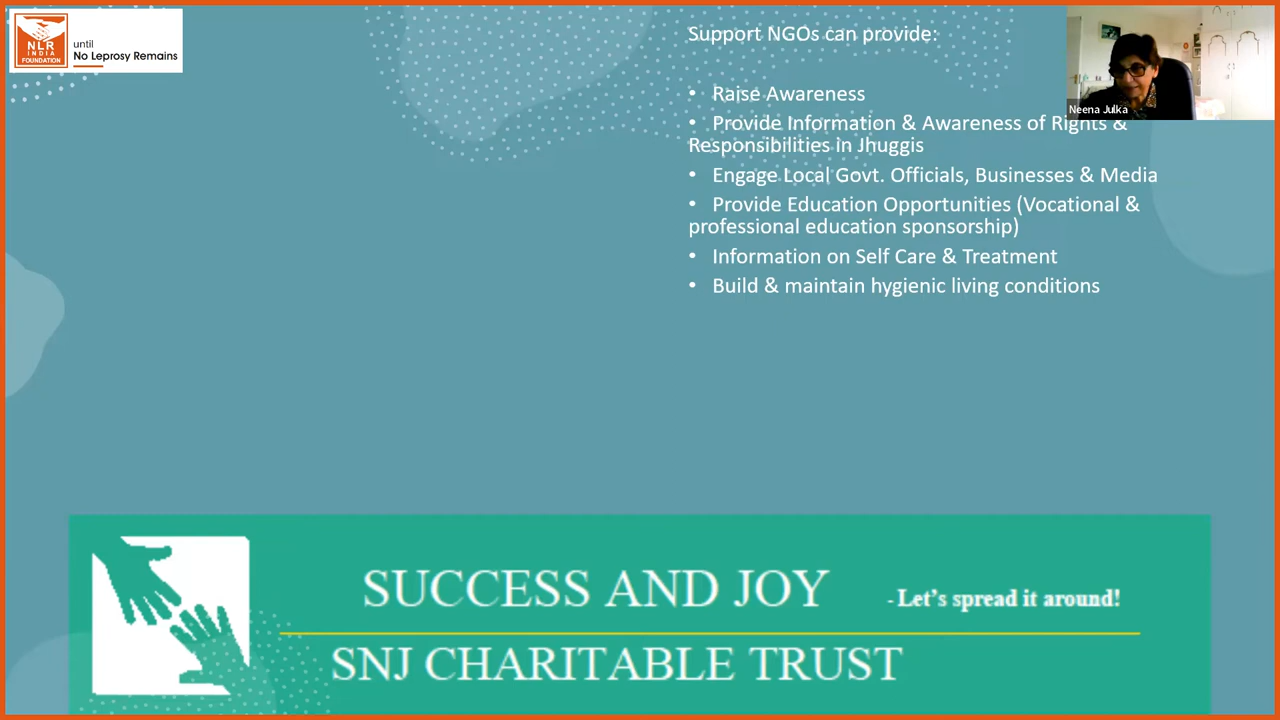 NLR
INDIA
FOUNDATION
until
No Leprosy Remains
Support NGOs can provide:
• Raise Awareness
• Provide Information & Awareness of Rights &
Responsibilities in Jhuggis
• Engage Local Govt. Officials, Businesses & Media
• Provide Education Opportunities (Vocational &
professional education sponsorship)
• Information on Self Care & Treatment
• Build & maintain hygienic living conditions
Neena Julka
SUCCESS AND JOY - Let's spread it around!
SNJ CHARITABLE TRUST